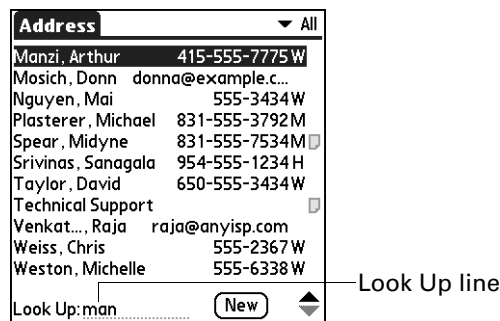 Address All
Manzi, Arthur 415-555-7775 W
Mosich, Donn donna@example.c...
Nguyen, Mai 555-3434 W
Plasterer, Michael 831-555-3792 M
Spear, Midyne 831-555-7534 M
Srivinas, Sanagala 954-555-1234 H
Taylor, David 650-555-3434 W
Technical Support
Venkat..., Raja raja@anyisp.com
Weiss, Chris 555-2367 W
Weston, Michelle 555-6338 W
Look Up: man New
Look Up line